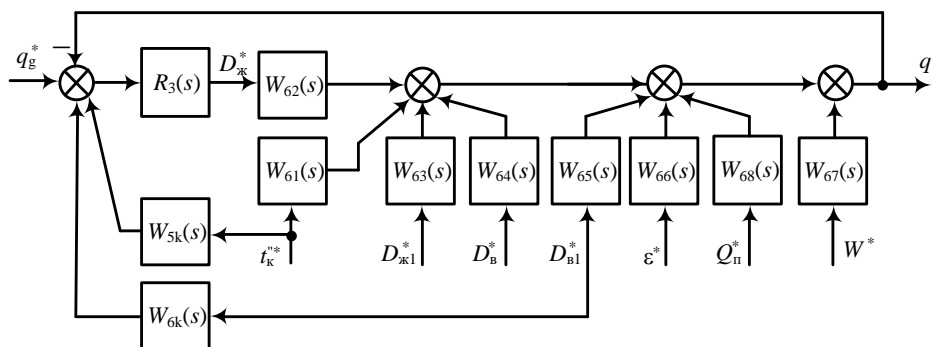 −
q_g^* R_3(s) D_ж^* W_62(s) q
W_61(s) W_63(s) W_64(s) W_65(s) W_66(s) W_68(s) W_67(s)
W_5k(s) t_к^"* D_ж1^* D_в^* D_в1^* ε^* Q_п^* W^*
W_6k(s)